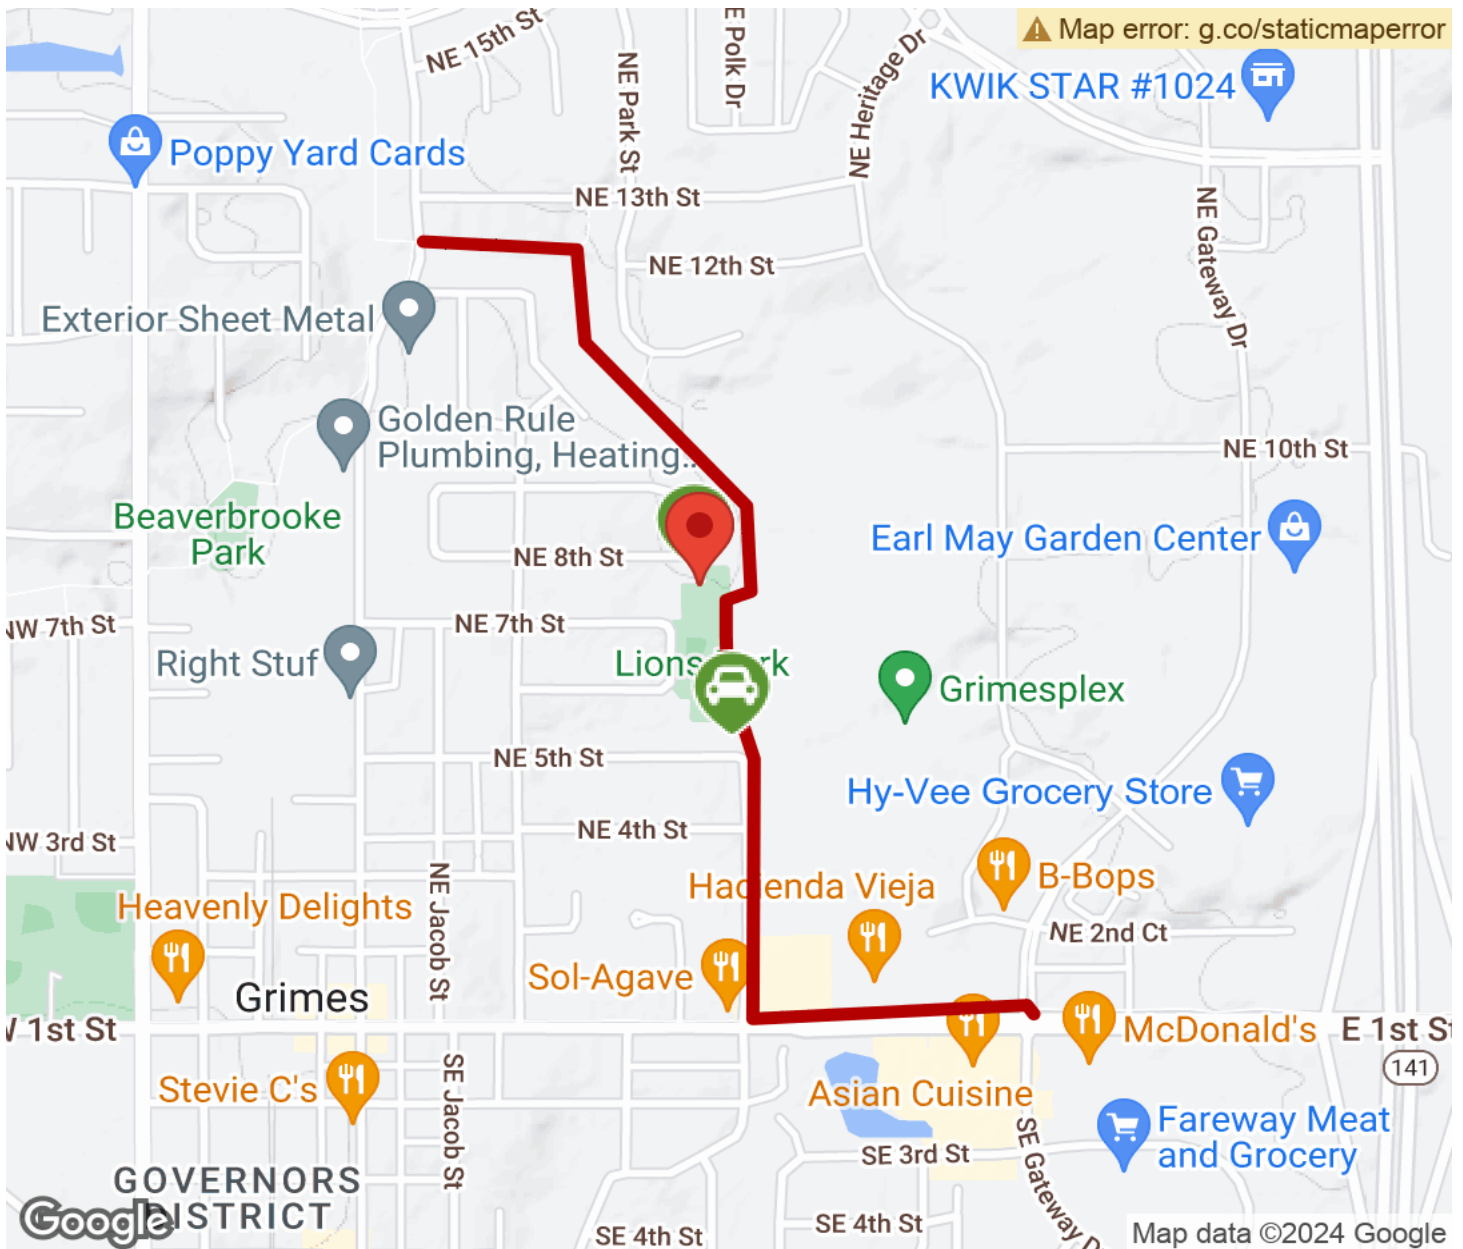 Map error: g.co/staticmaperror
NE 15th St
NE Park St
E Polk Dr
NE Heritage Dr
KWIK STAR #1024
Poppy Yard Cards
NE 13th St
NE Gateway Dr
NE 12th St
Exterior Sheet Metal
Golden Rule
Plumbing, Heating...
NE 10th St
Beaverbrooke
Park
Earl May Garden Center
NE 8th St
NW 7th St
NE 7th St
Right Stuf
Lions Park
Grimesplex
NE 5th St
Hy-Vee Grocery Store
NW 3rd St
NE 4th St
NE Jacob St
Hacienda Vieja
B-Bops
Heavenly Delights
NE 2nd Ct
Sol-Agave
Grimes
W 1st St
McDonald's
E 1st St
141
Stevie C's
SE Jacob St
Asian Cuisine
Fareway Meat
and Grocery
SE 3rd St
SE Gateway D
GOVERNORS
DISTRICT
SE 4th St
SE 4th St
Google
Map data ©2024 Google